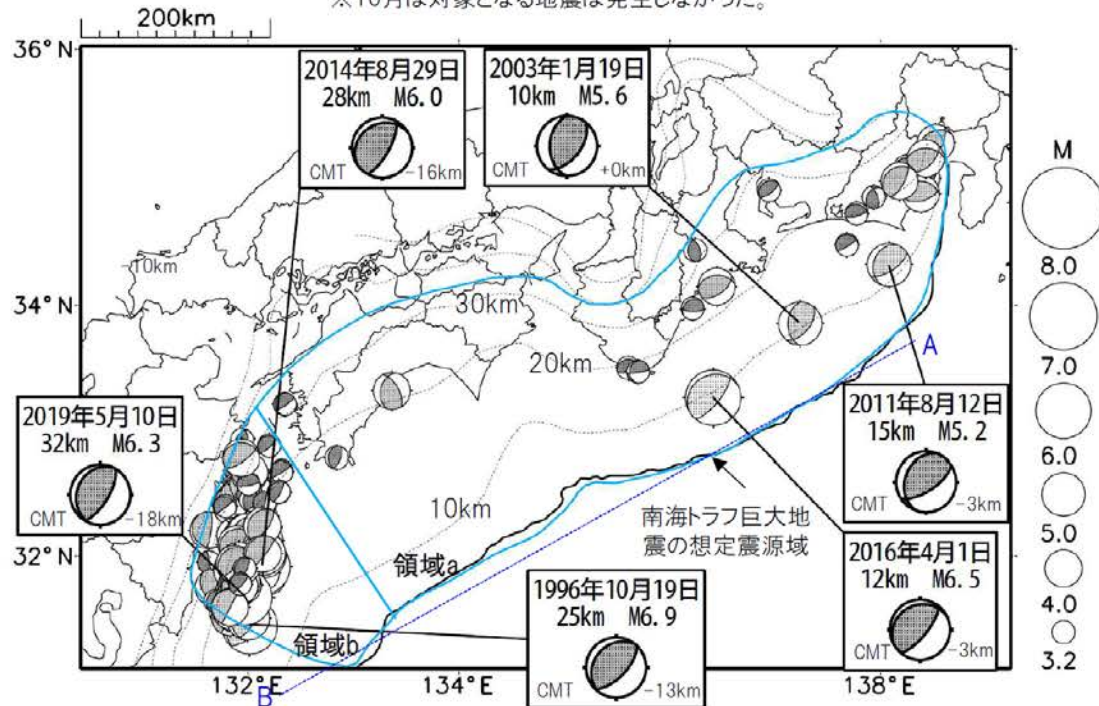 ※10月は対象となる地震は発生しなかった。
200km
36°N
34°N
32°N
132°E
134°E
138°E
2014年8月29日
28km M6.0
CMT
-16km
2003年1月19日
10km M5.6
CMT
+0km
-10km
30km
20km
10km
A
2019年5月10日
32km M6.3
CMT
-18km
2011年8月12日
15km M5.2
CMT
-3km
南海トラフ巨大地
震の想定震源域
領域a
領域b
B
1996年10月19日
25km M6.9
CMT
-13km
2016年4月1日
12km M6.5
CMT
-3km
M
8.0
7.0
6.0
5.0
4.0
3.2